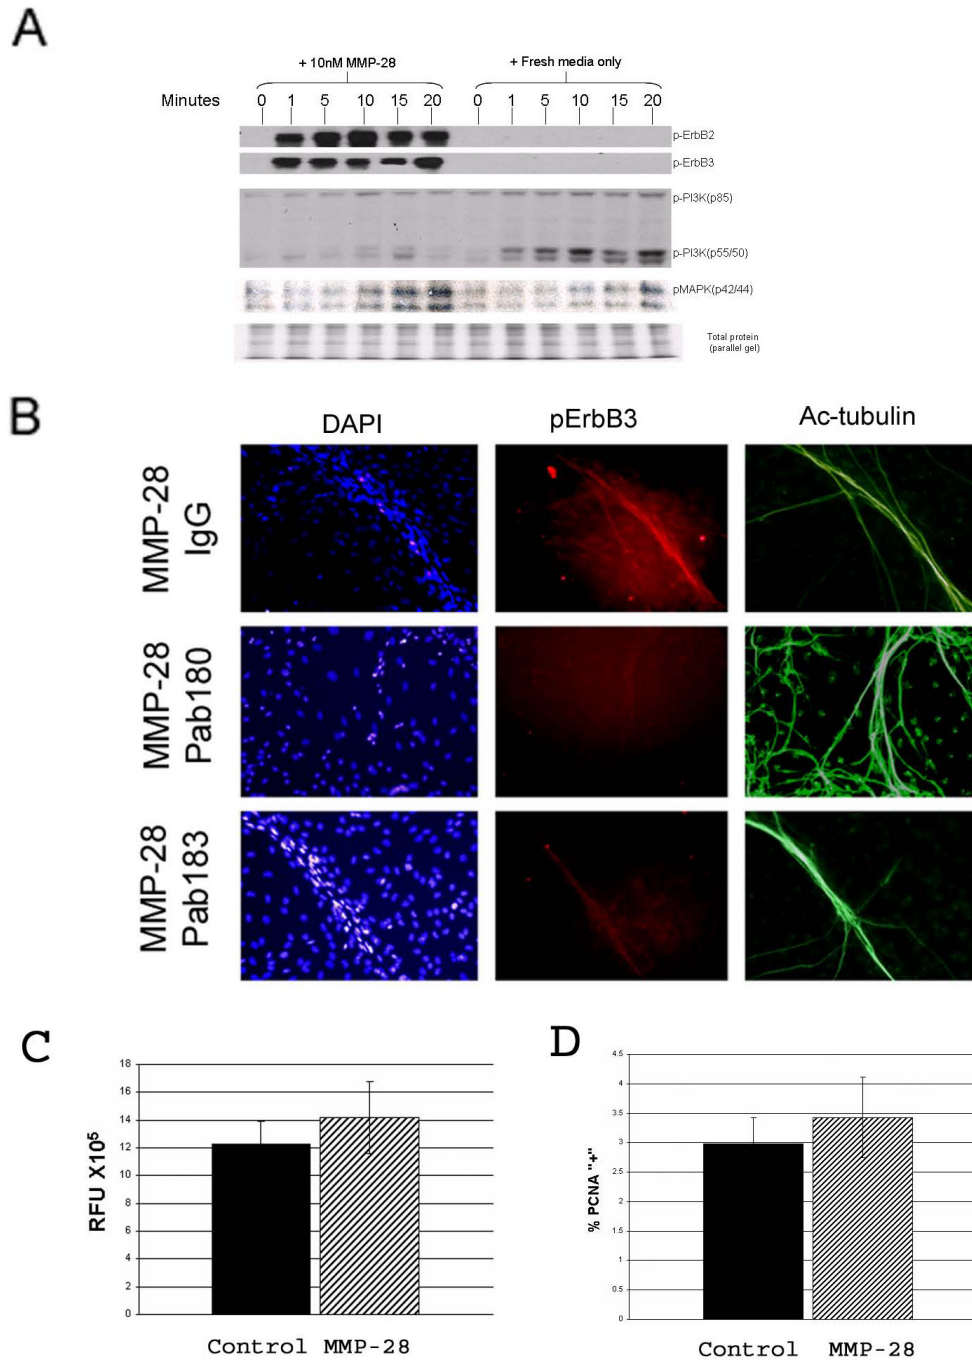 A
+ 10nM MMP-28
+ Fresh media only
Minutes 0 1 5 10 15 20 0 1 5 10 15 20
p-ErbB2
p-ErbB3
p-PI3K(p85)
p-PI3K(p55/50)
pMAPK(p42/44)
Total protein
(parallel gel)
B
DAPI pErbB3 Ac-tubulin
MMP-28
IgG
MMP-28
Pab180
MMP-28
Pab183
C
18
16
14
12
10
8
6
4
2
0
RFU X10⁵
Control MMP-28
D
4.5
4
3.5
3
2.5
2
1.5
1
0.5
0
% PCNA "+"
Control MMP-28